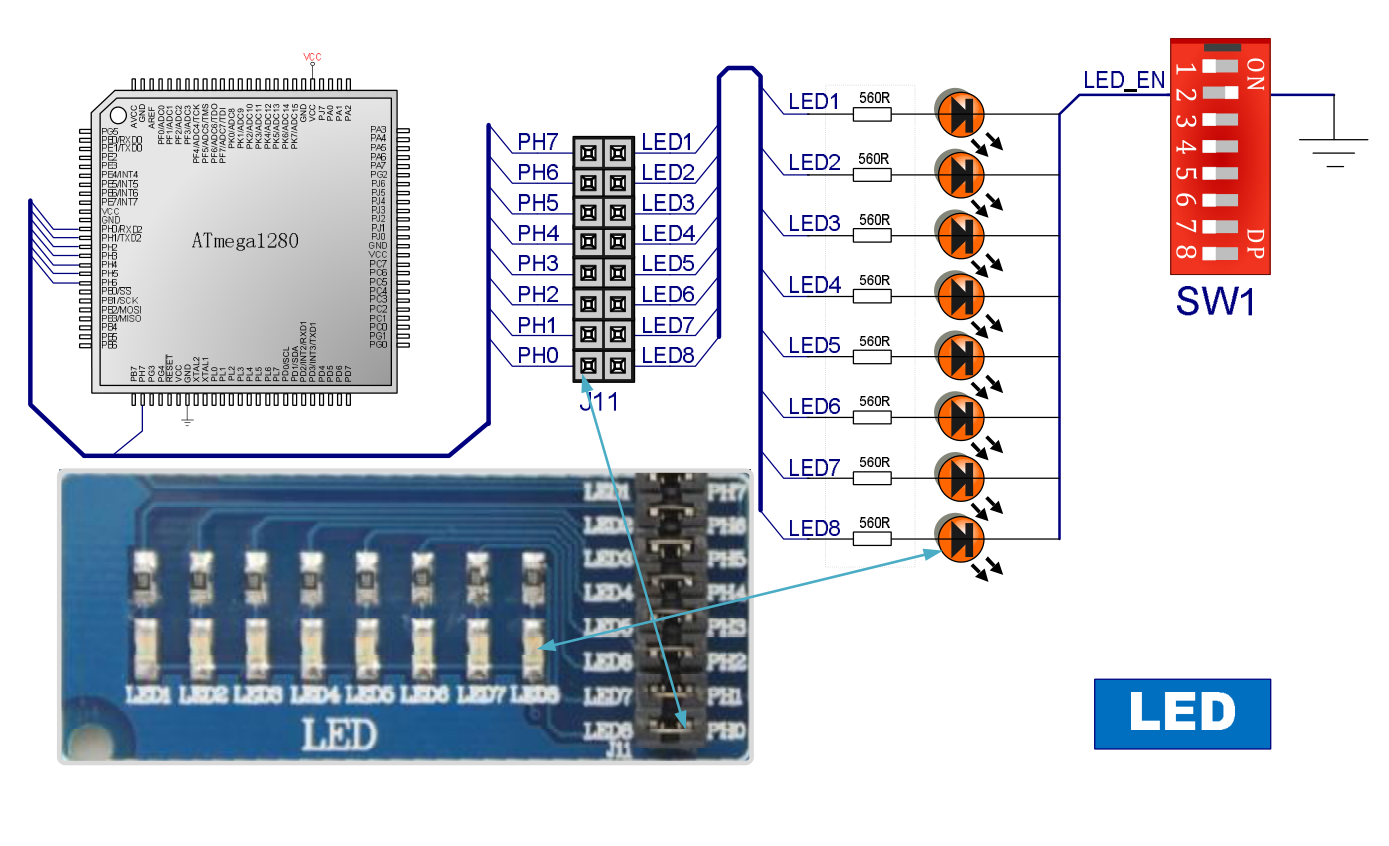 VCC
AVCC
GND
AREF
PF0/ADC0
PF1/ADC1
PF2/ADC2
PF3/ADC3
PF4/ADC4/TCK
PF5/ADC5/TMS
PF6/ADC6/TDO
PF7/ADC7/TDI
PK0/ADC8
PK1/ADC9
PK2/ADC10
PK3/ADC11
PK4/ADC12
PK5/ADC13
PK6/ADC14
PK7/ADC15
GND
VCC
PJ7
PA0
PA1
PA2
PG5
PE0/RXD0
PE1/TXD0
PE2
PE3
PE4/INT4
PE5/INT5
PE6/INT6
PE7/INT7
VCC
GND
PH0/RXD2
PH1/TXD2
PH2
PH3
PH4
PH5
PH6
PB0/SS
PB1/SCK
PB2/MOSI
PB3/MISO
PB4
PB5
PB6
ATmega1280
PA3
PA4
PA5
PA6
PA7
PG2
PJ6
PJ5
PJ4
PJ3
PJ2
PJ1
PJ0
GND
VCC
PC7
PC6
PC5
PC4
PC3
PC2
PC1
PC0
PG1
PG0
PB7
PH7
PG3
PG4
RESET
VCC
GND
XTAL2
XTAL1
PL0
PL1
PL2
PL3
PL4
PL5
PL6
PL7
PD0/SCL
PD1/SDA
PD2/INT2/RXD1
PD3/INT3/TXD1
PD4
PD5
PD6
PD7
PH7 LED1
PH6 LED2
PH5 LED3
PH4 LED4
PH3 LED5
PH2 LED6
PH1 LED7
PH0 LED8
J11
LED1 560R
LED2 560R
LED3 560R
LED4 560R
LED5 560R
LED6 560R
LED7 560R
LED8 560R
LED_EN
ON
1
2
3
4
5
6
7
8
DP
SW1
LED1 PH7
LED2 PH6
LED3 PH5
LED4 PH4
LED5 PH3
LED6 PH2
LED7 PH1
LED8 PH0
J11
LED1 LED2 LED3 LED4 LED5 LED6 LED7 LED8
LED
LED